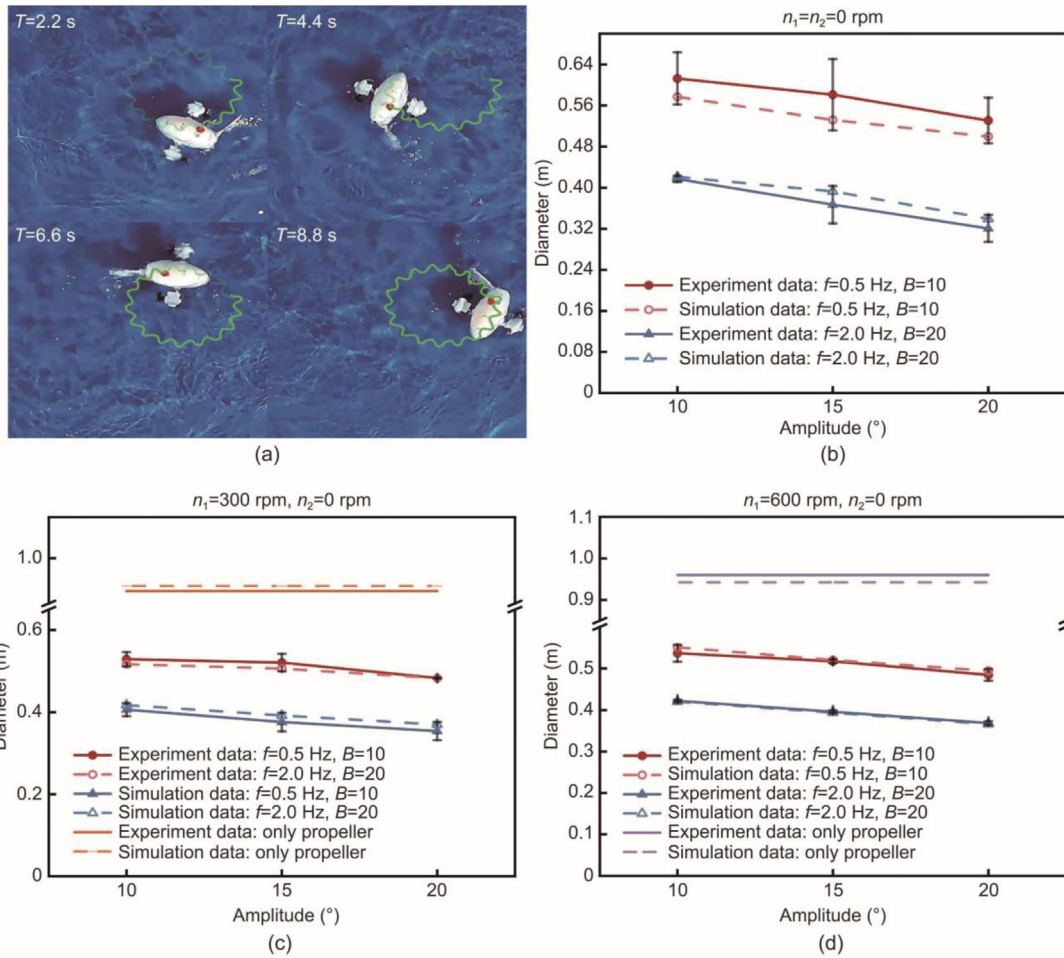 T=2.2 s
T=4.4 s
T=6.6 s
T=8.8 s
(a)
n₁=n₂=0 rpm
Diameter (m)
0.64
0.56
0.48
0.40
0.32
0.24
0.16
0.08
0
Experiment data: f=0.5 Hz, B=10
Simulation data: f=0.5 Hz, B=10
Experiment data: f=2.0 Hz, B=20
Simulation data: f=2.0 Hz, B=20
10 15 20
Amplitude (°)
(b)
n₁=300 rpm, n₂=0 rpm
Diameter (m)
1.0
0.6
0.4
0.2
0
Experiment data: f=0.5 Hz, B=10
Experiment data: f=2.0 Hz, B=20
Simulation data: f=0.5 Hz, B=10
Simulation data: f=2.0 Hz, B=20
Experiment data: only propeller
Simulation data: only propeller
10 15 20
Amplitude (°)
(c)
n₁=600 rpm, n₂=0 rpm
Diameter (m)
1.1
1.0
0.9
0.5
0.4
0.3
0.2
0.1
0
Experiment data: f=0.5 Hz, B=10
Simulation data: f=0.5 Hz, B=10
Experiment data: f=2.0 Hz, B=20
Simulation data: f=2.0 Hz, B=20
Experiment data: only propeller
Simulation data: only propeller
10 15 20
Amplitude (°)
(d)